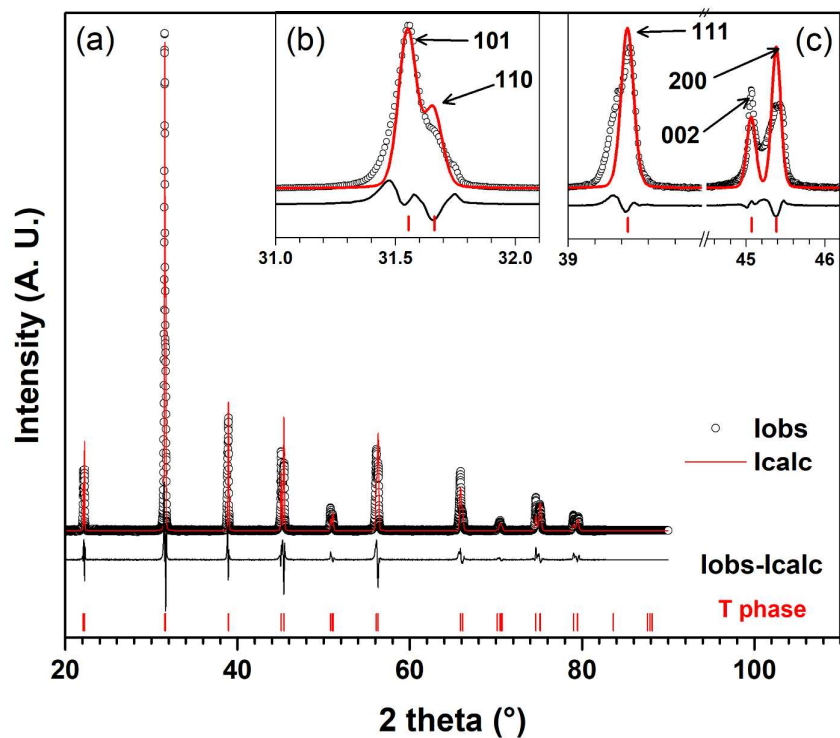 (a)
(b)
101
110
31.0 31.5 32.0
111
(c)
200
002
39 45 46
Intensity (A. U.)
Iobs
Icalc
Iobs-Icalc
T phase
20 40 60 80 100
2 theta (°)